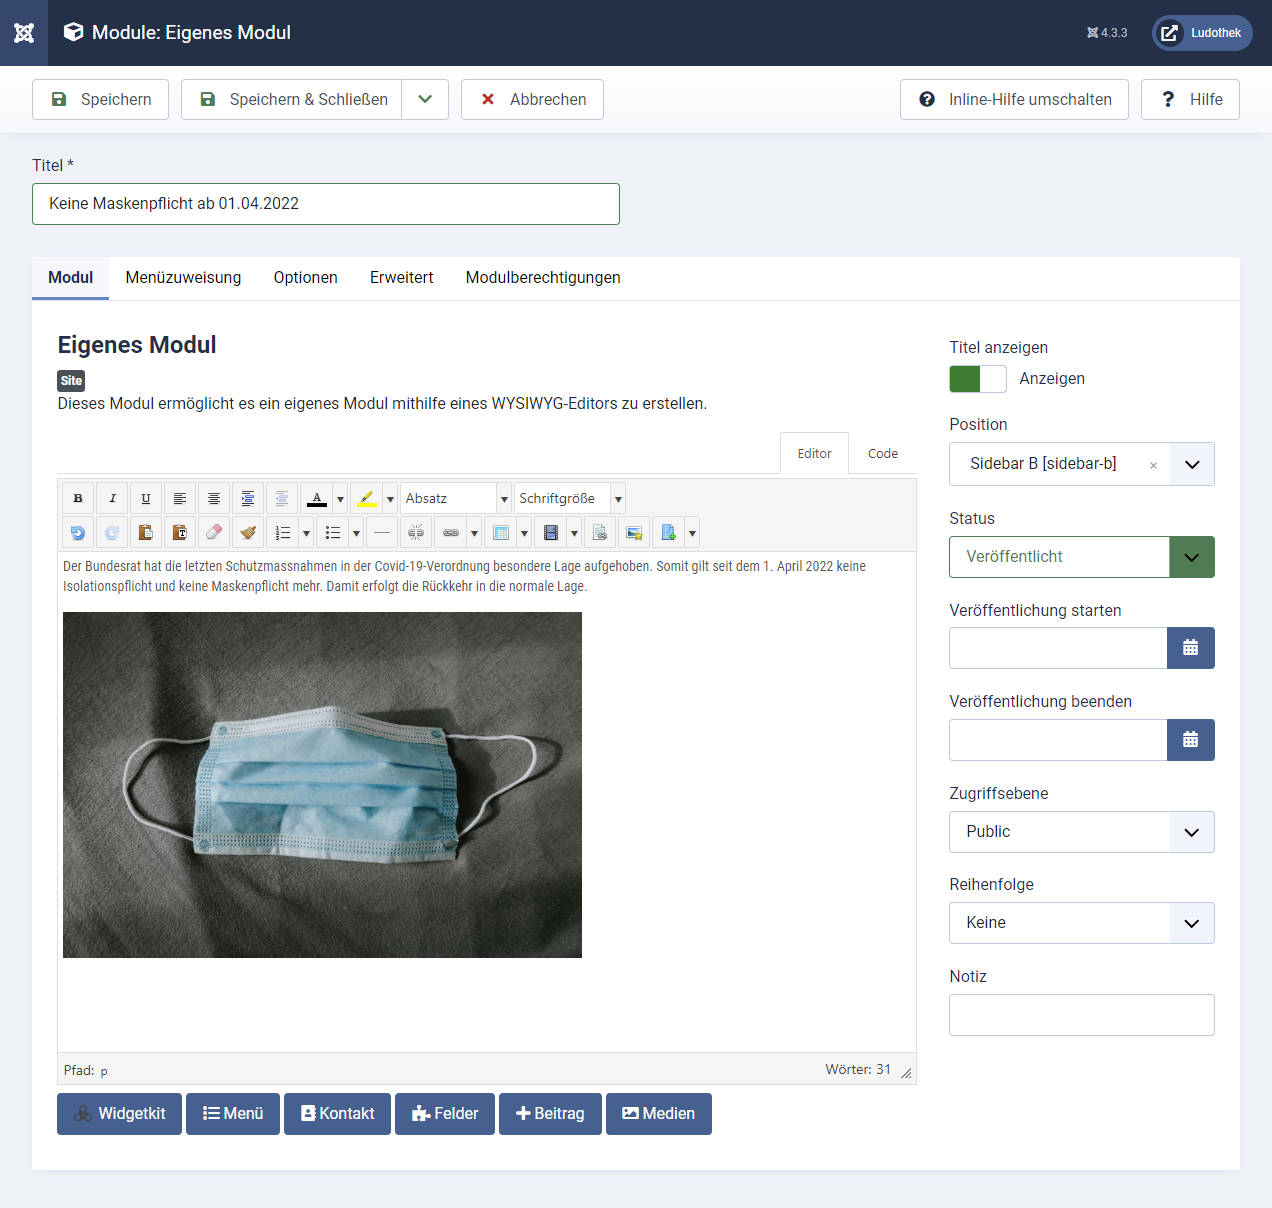 Module: Eigenes Modul
4.3.3
Ludothek
Speichern
Speichern & Schließen
Abbrechen
Inline-Hilfe umschalten
? Hilfe
Titel *
Keine Maskenpflicht ab 01.04.2022
Modul
Menüzuweisung
Optionen
Erweitert
Modulberechtigungen
Eigenes Modul
Site
Dieses Modul ermöglicht es ein eigenes Modul mithilfe eines WYSIWYG-Editors zu erstellen.
Editor
Code
B
I
U
A
Absatz
Schriftgröße
Der Bundesrat hat die letzten Schutzmassnahmen in der Covid-19-Verordnung besondere Lage aufgehoben. Somit gilt seit dem 1. April 2022 keine
Isolationspflicht und keine Maskenpflicht mehr. Damit erfolgt die Rückkehr in die normale Lage.
Pfad: p
Wörter: 31
Widgetkit
Menü
Kontakt
Felder
Beitrag
Medien
Titel anzeigen
Anzeigen
Position
Sidebar B [sidebar-b]
×
Status
Veröffentlicht
Veröffentlichung starten
Veröffentlichung beenden
Zugriffsebene
Public
Reihenfolge
Keine
Notiz